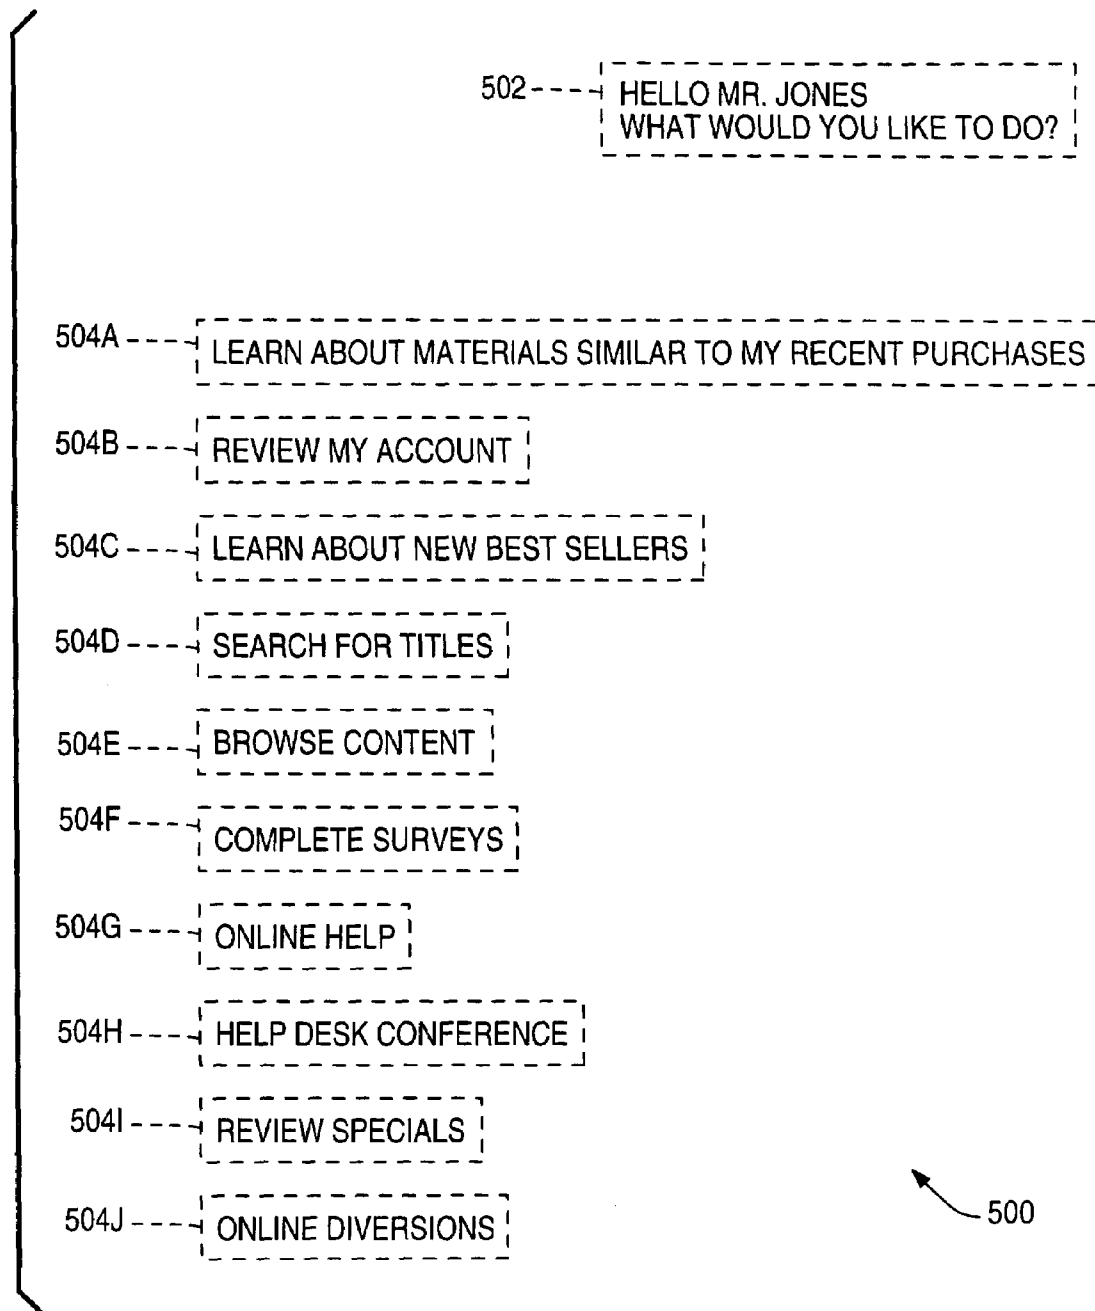 502
HELLO MR. JONES
WHAT WOULD YOU LIKE TO DO?
504A
LEARN ABOUT MATERIALS SIMILAR TO MY RECENT PURCHASES
504B
REVIEW MY ACCOUNT
504C
LEARN ABOUT NEW BEST SELLERS
504D
SEARCH FOR TITLES
504E
BROWSE CONTENT
504F
COMPLETE SURVEYS
504G
ONLINE HELP
504H
HELP DESK CONFERENCE
504I
REVIEW SPECIALS
504J
ONLINE DIVERSIONS
500